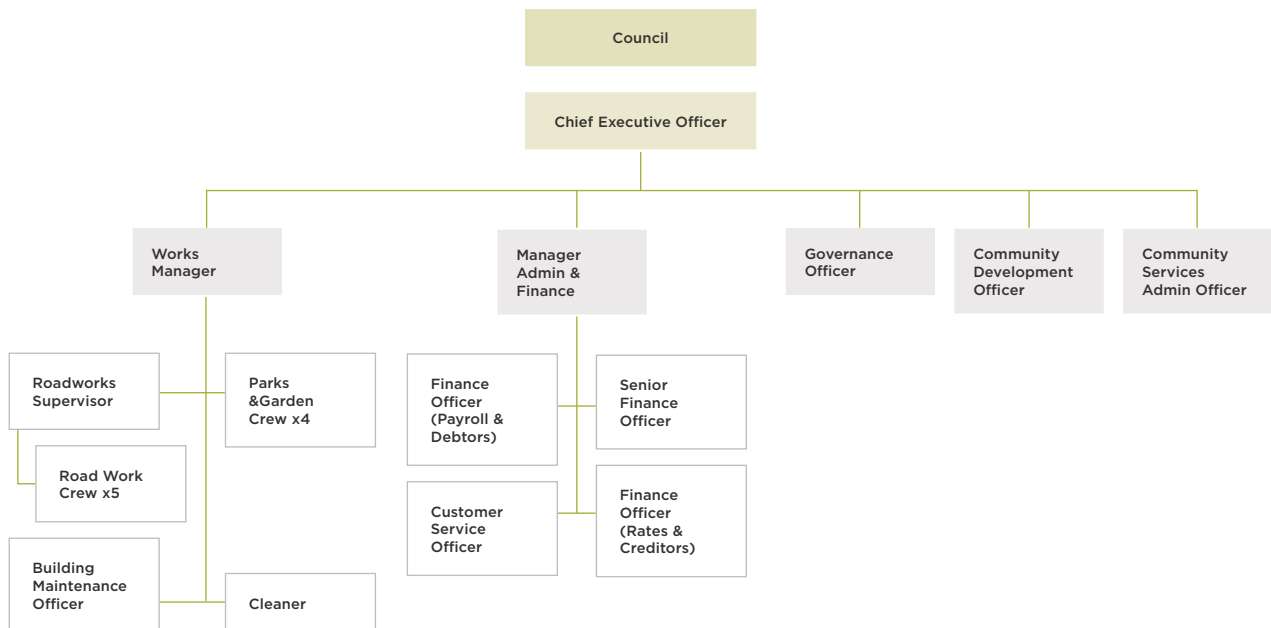 Council
Chief Executive Officer
Works
Manager
Manager
Admin &
Finance
Governance
Officer
Community
Development
Officer
Community
Services
Admin Officer
Roadworks
Supervisor
Parks
&Garden
Crew x4
Road Work
Crew x5
Building
Maintenance
Officer
Cleaner
Finance
Officer
(Payroll &
Debtors)
Senior
Finance
Officer
Customer
Service
Officer
Finance
Officer
(Rates &
Creditors)